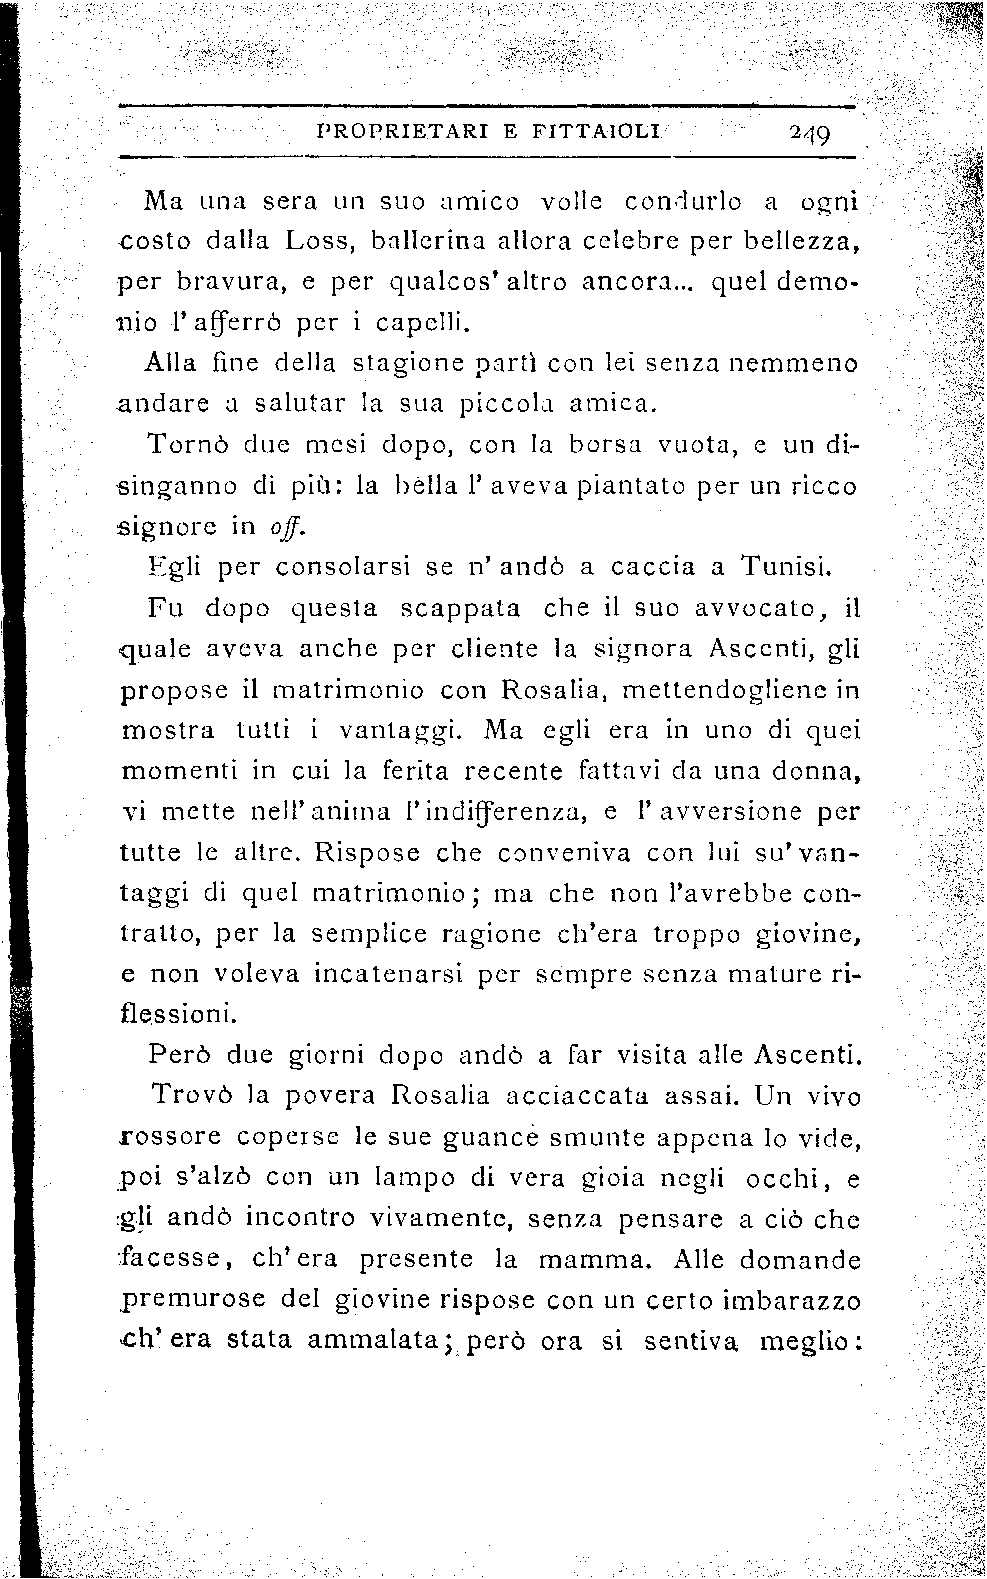 PROPRIETARI E FITTAIOLI 249
Ma una sera un suo amico volle condurlo a ogni
costo dalla Loss, ballerina allora celebre per bellezza,
per bravura, e per qualcos' altro ancora... quel demo-
nio l' afferrò per i capelli.
Alla fine della stagione partì con lei senza nemmeno
andare a salutar la sua piccola amica.
Tornò due mesi dopo, con la borsa vuota, e un di-
singanno di più: la bella l' aveva piantato per un ricco
signore in off.
Egli per consolarsi se n' andò a caccia a Tunisi.
Fu dopo questa scappata che il suo avvocato, il
quale aveva anche per cliente la signora Ascenti, gli
propose il matrimonio con Rosalia, mettendogliene in
mostra tutti i vantaggi. Ma egli era in uno di quei
momenti in cui la ferita recente fattavi da una donna,
vi mette nell' anima l' indifferenza, e l' avversione per
tutte le altre. Rispose che conveniva con lui su' van-
taggi di quel matrimonio; ma che non l'avrebbe con-
tratto, per la semplice ragione ch'era troppo giovine,
e non voleva incatenarsi per sempre senza mature ri-
flessioni.
Però due giorni dopo andò a far visita alle Ascenti.
Trovò la povera Rosalia acciaccata assai. Un vivo
rossore coperse le sue guance smunte appena lo vide,
poi s'alzò con un lampo di vera gioia negli occhi, e
gli andò incontro vivamente, senza pensare a ciò che
facesse, ch' era presente la mamma. Alle domande
premurose del giovine rispose con un certo imbarazzo
ch' era stata ammalata; però ora si sentiva meglio: